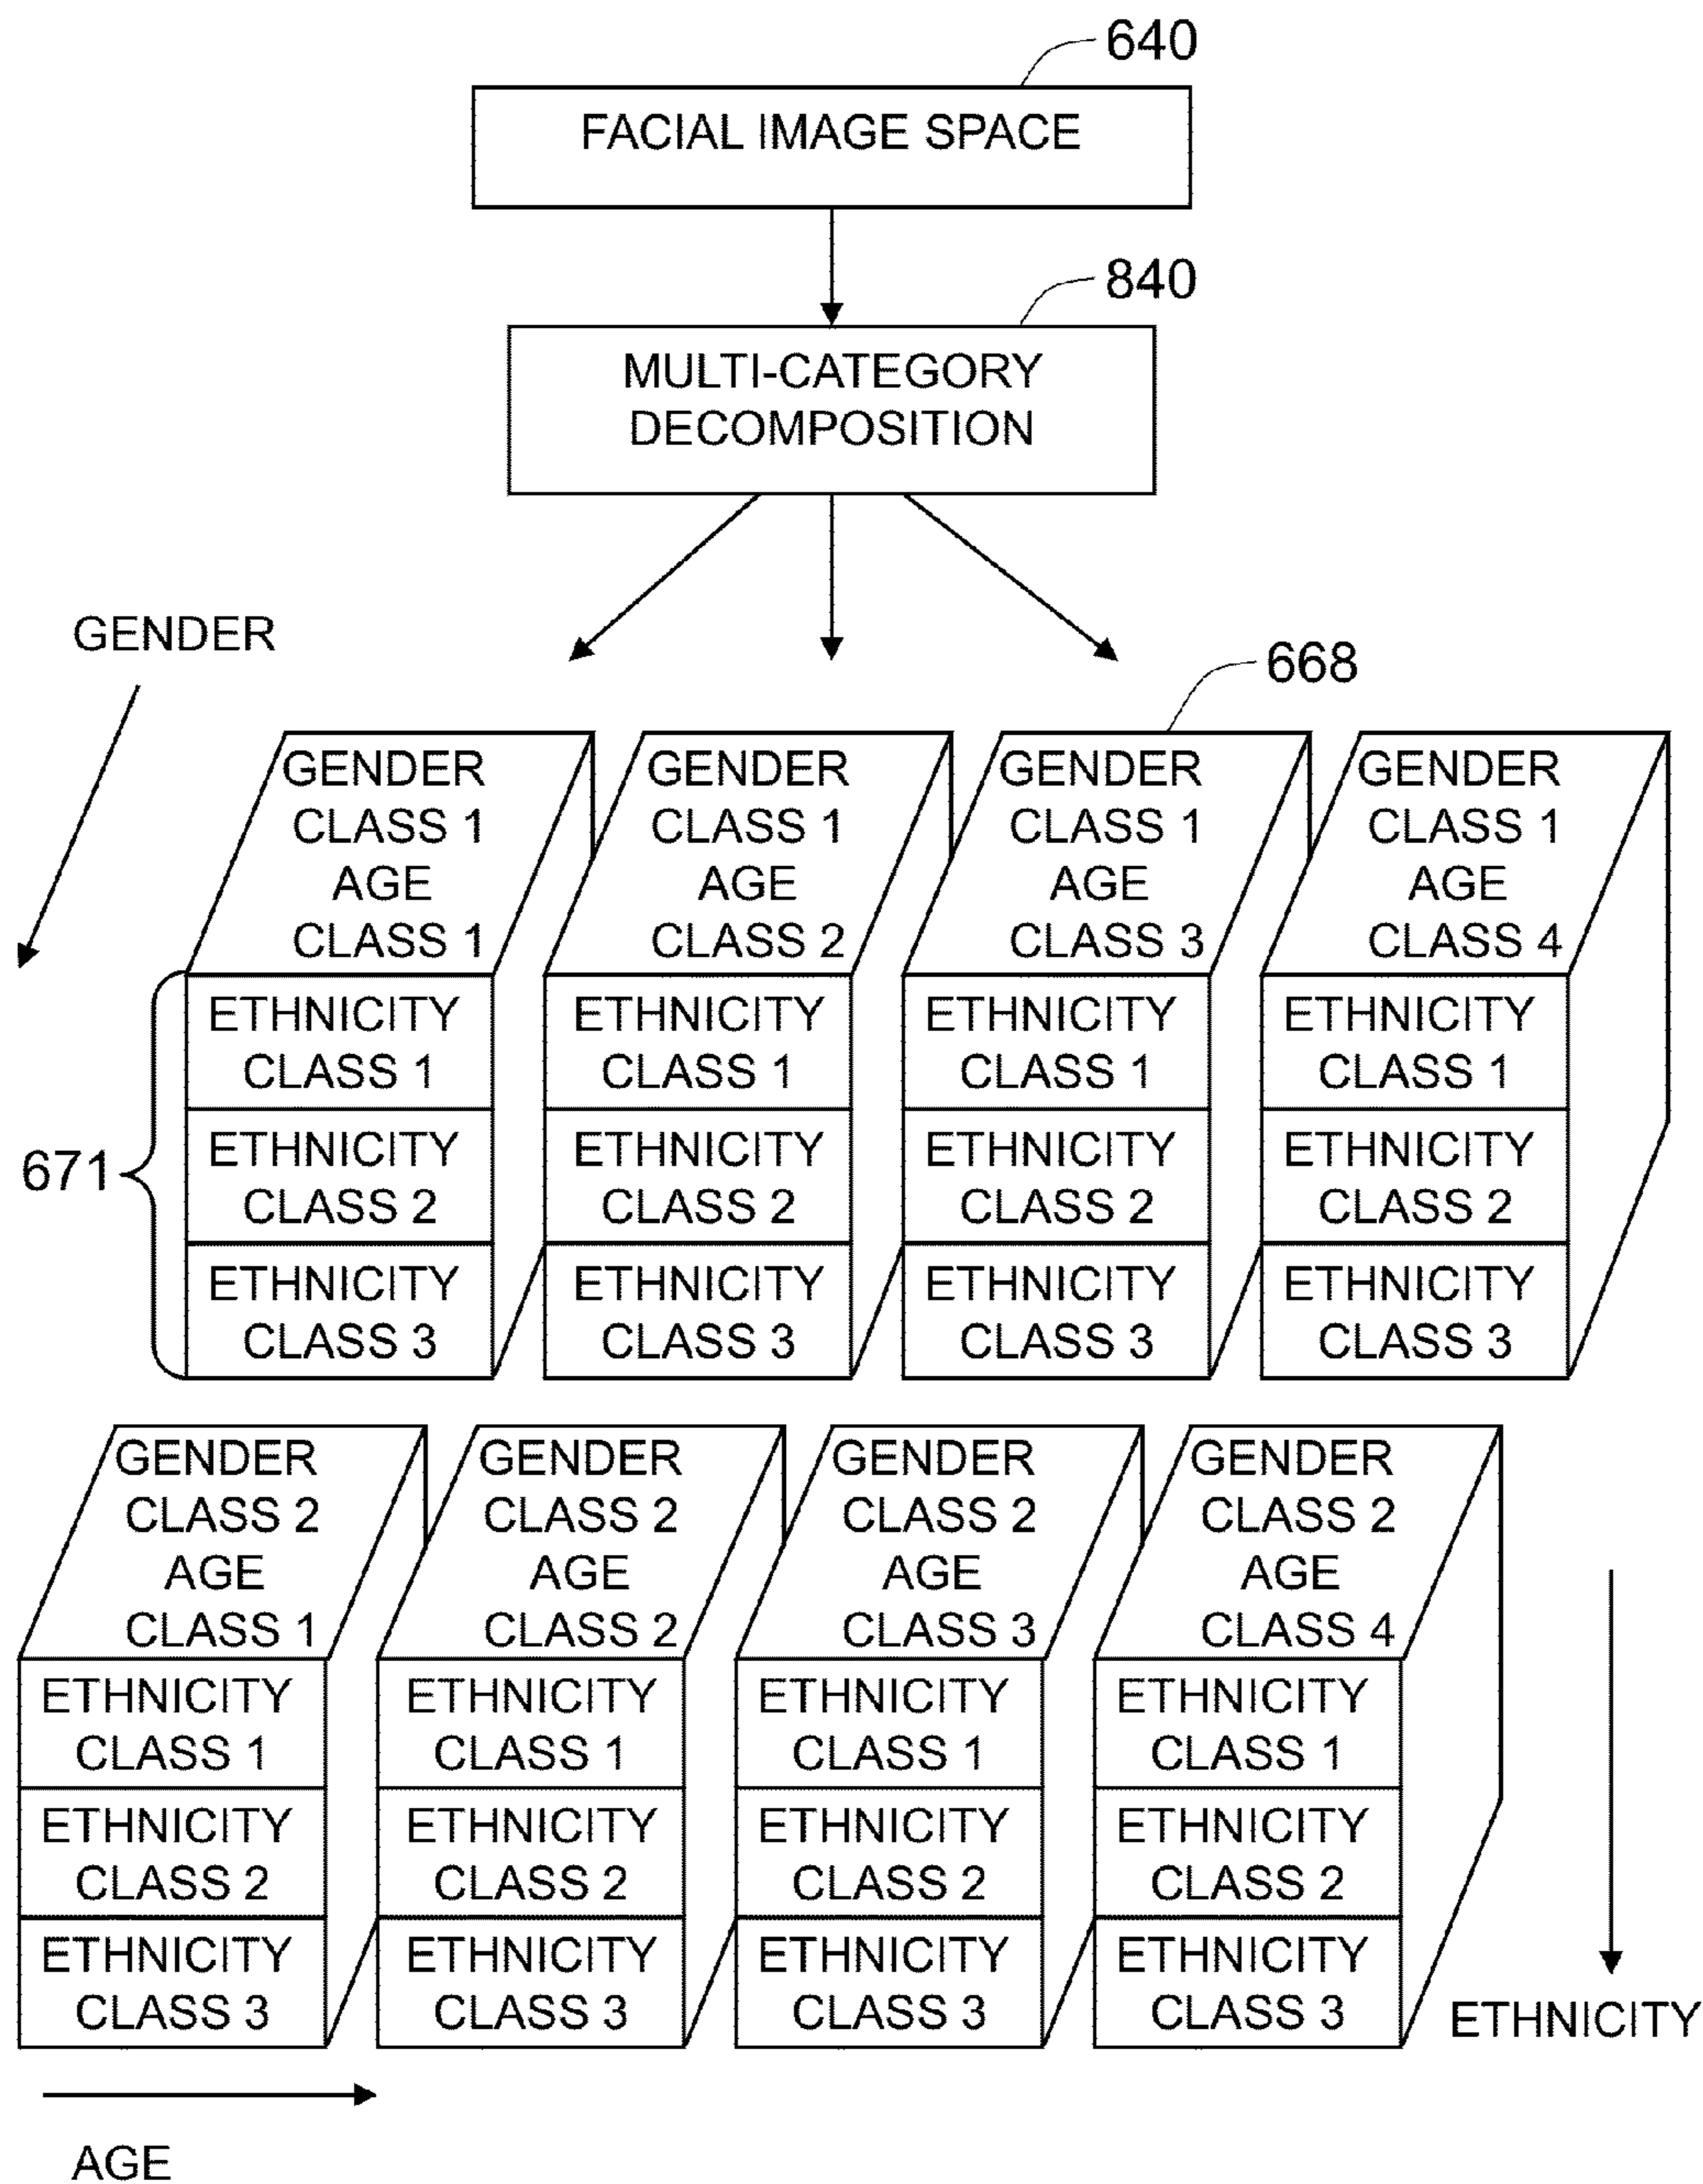 640
FACIAL IMAGE SPACE
840
MULTI-CATEGORY
DECOMPOSITION
GENDER
668
GENDER
CLASS 1
AGE
CLASS 1
GENDER
CLASS 1
AGE
CLASS 2
GENDER
CLASS 1
AGE
CLASS 3
GENDER
CLASS 1
AGE
CLASS 4
671
ETHNICITY
CLASS 1
ETHNICITY
CLASS 2
ETHNICITY
CLASS 3
ETHNICITY
CLASS 1
ETHNICITY
CLASS 2
ETHNICITY
CLASS 3
ETHNICITY
CLASS 1
ETHNICITY
CLASS 2
ETHNICITY
CLASS 3
ETHNICITY
CLASS 1
ETHNICITY
CLASS 2
ETHNICITY
CLASS 3
GENDER
CLASS 2
AGE
CLASS 1
GENDER
CLASS 2
AGE
CLASS 2
GENDER
CLASS 2
AGE
CLASS 3
GENDER
CLASS 2
AGE
CLASS 4
ETHNICITY
CLASS 1
ETHNICITY
CLASS 2
ETHNICITY
CLASS 3
ETHNICITY
CLASS 1
ETHNICITY
CLASS 2
ETHNICITY
CLASS 3
ETHNICITY
CLASS 1
ETHNICITY
CLASS 2
ETHNICITY
CLASS 3
ETHNICITY
CLASS 1
ETHNICITY
CLASS 2
ETHNICITY
CLASS 3
ETHNICITY
AGE